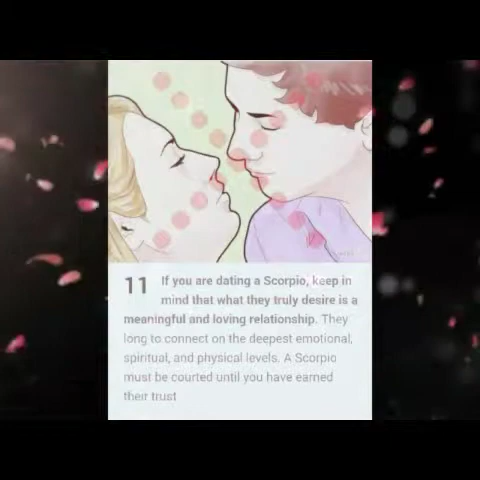 11 If you are dating a Scorpio, keep in
mind that what they truly desire is a
meaningful and loving relationship. They
long to connect on the deepest emotional,
spiritual, and physical levels. A Scorpio
must be courted until you have earned
their trust